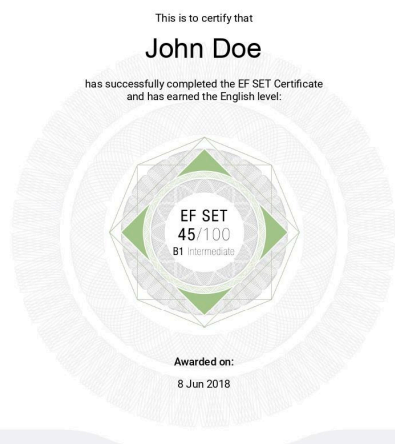 This is to certify that
John Doe
has successfully completed the EF SET Certificate
and has earned the English level:
EF SET
45/100
B1 Intermediate
Awarded on:
8 Jun 2018